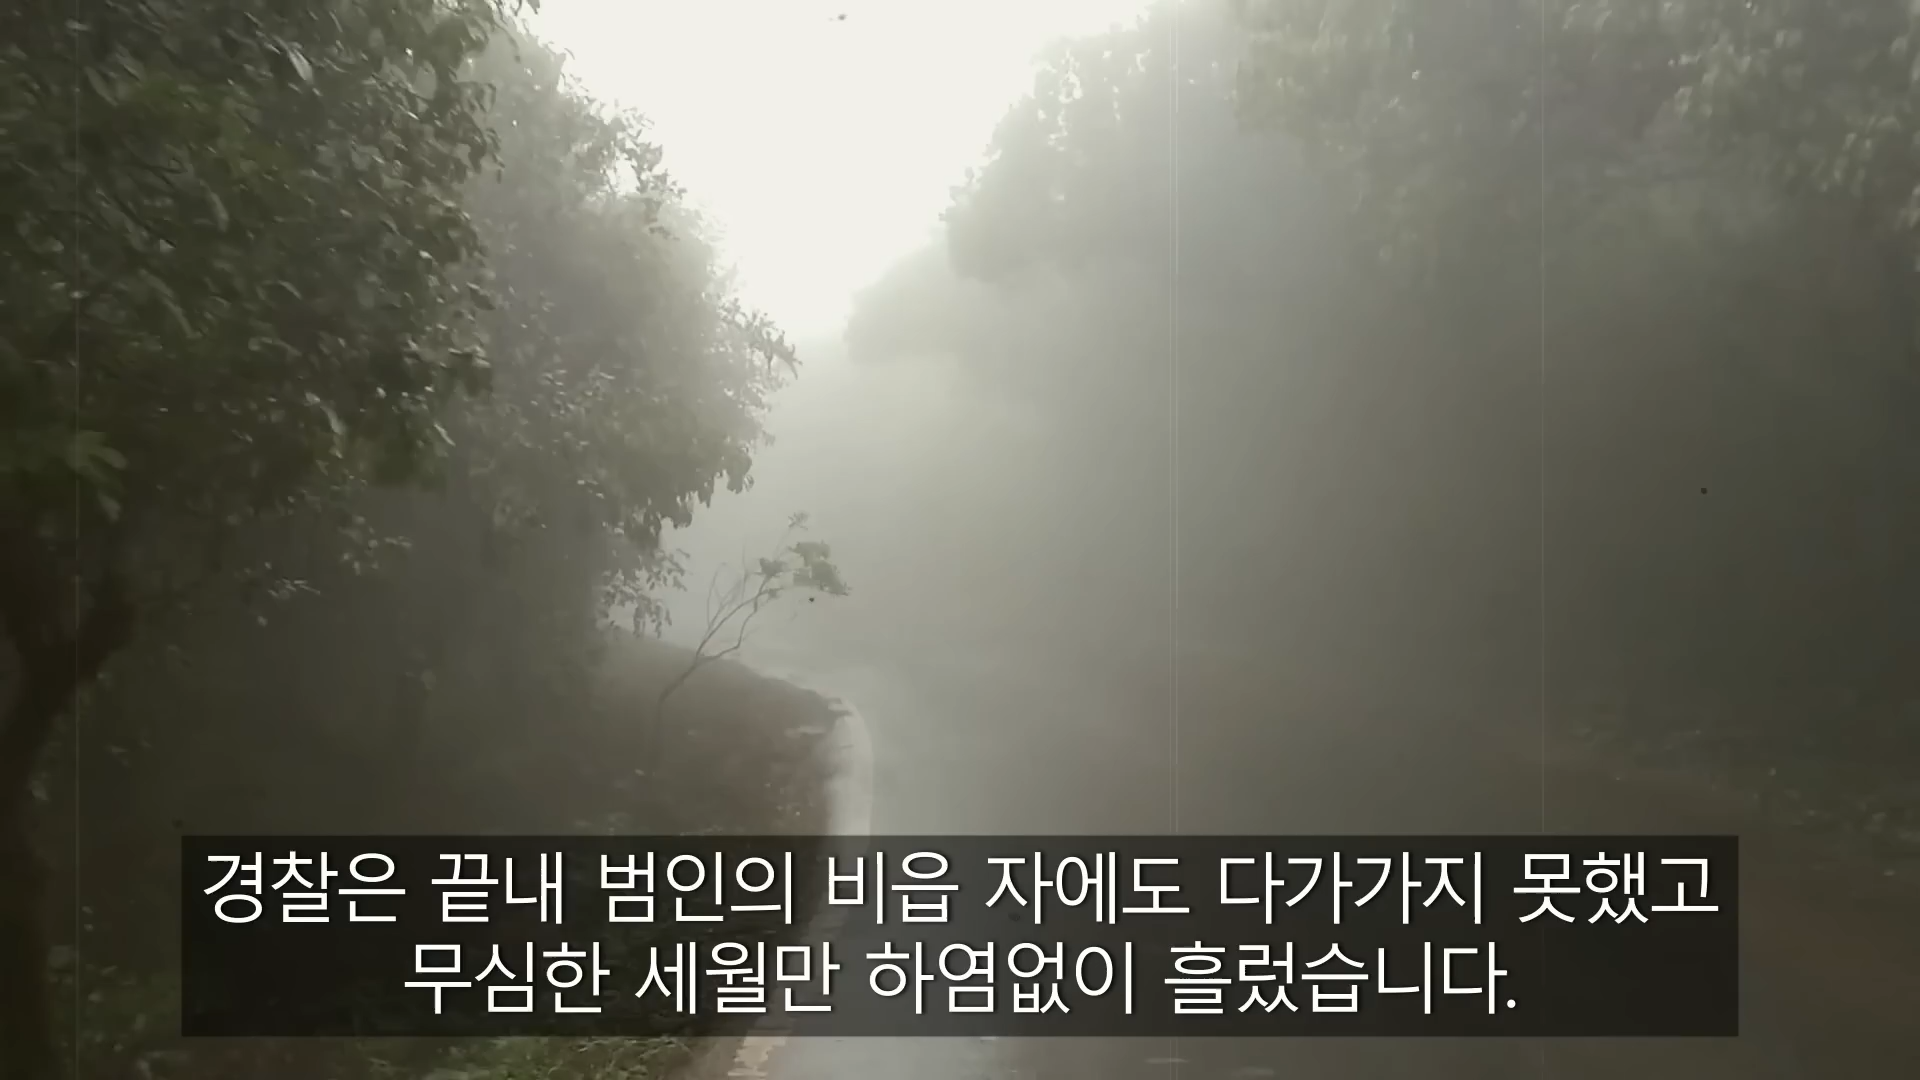 경찰은 끝내 범인의 비읍 자에도 다가가지 못했고
무심한 세월만 하염없이 흘렀습니다.